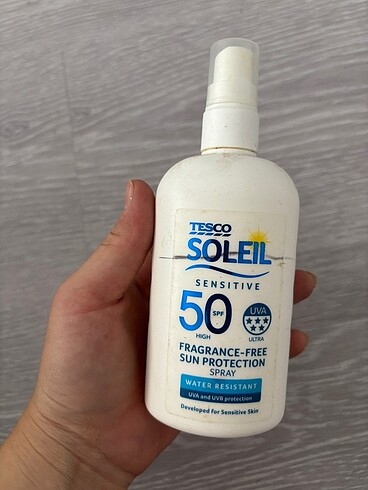 TESCO
SOLEIL
SENSITIVE
50 SPF
HIGH
UVA
ULTRA
FRAGRANCE-FREE
SUN PROTECTION
SPRAY
WATER RESISTANT
UVA and UVB protection
Developed for Sensitive Skin